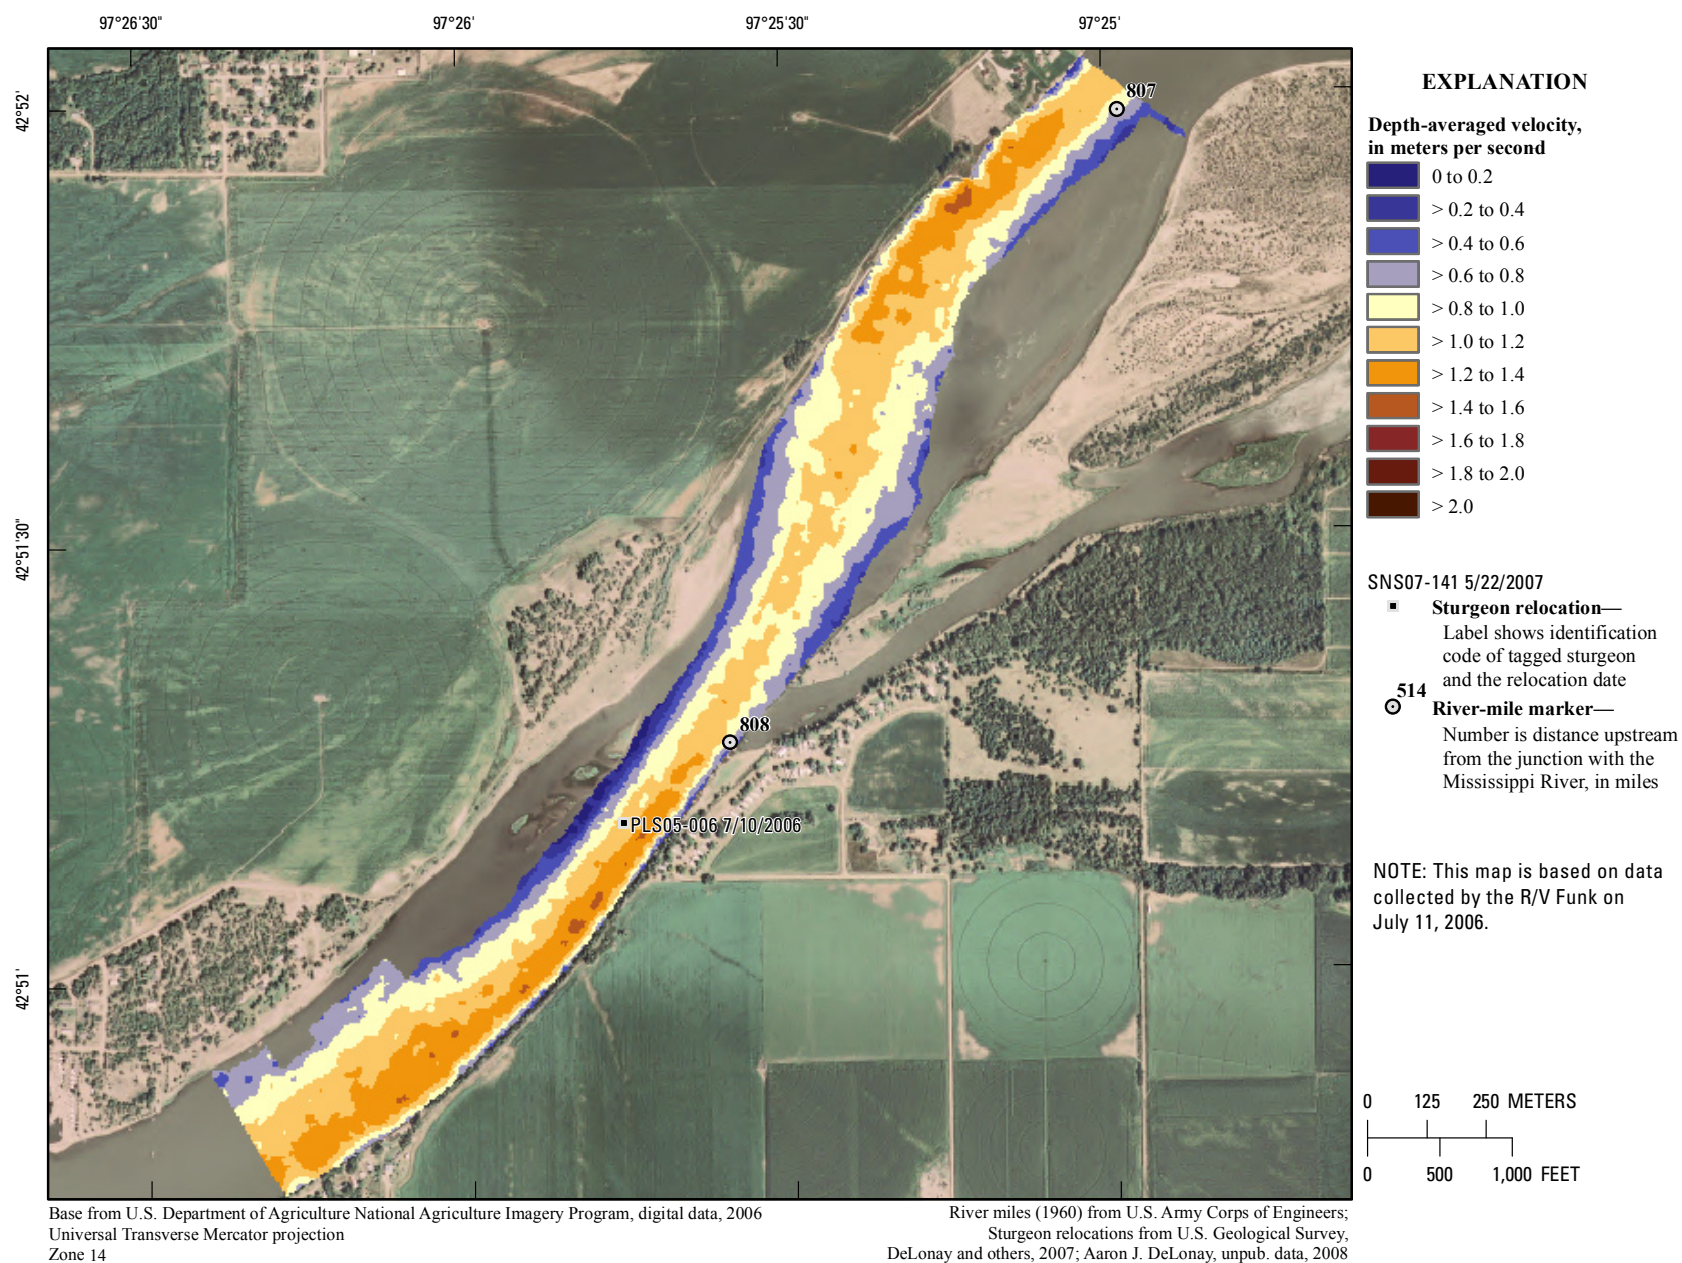 97°26'30"
97°26'
97°25'30"
97°25'
42°52'
42°51'30"
42°51'
807
808
PLS05-006 7/10/2006
EXPLANATION
Depth-averaged velocity,
in meters per second
0 to 0.2
> 0.2 to 0.4
> 0.4 to 0.6
> 0.6 to 0.8
> 0.8 to 1.0
> 1.0 to 1.2
> 1.2 to 1.4
> 1.4 to 1.6
> 1.6 to 1.8
> 1.8 to 2.0
> 2.0
SNS07-141 5/22/2007
Sturgeon relocation—
Label shows identification
code of tagged sturgeon
and the relocation date
514
River-mile marker—
Number is distance upstream
from the junction with the
Mississippi River, in miles
NOTE: This map is based on data
collected by the R/V Funk on
July 11, 2006.
0 125 250 METERS
0 500 1,000 FEET
Base from U.S. Department of Agriculture National Agriculture Imagery Program, digital data, 2006
Universal Transverse Mercator projection
Zone 14
River miles (1960) from U.S. Army Corps of Engineers;
Sturgeon relocations from U.S. Geological Survey,
DeLonay and others, 2007; Aaron J. DeLonay, unpub. data, 2008